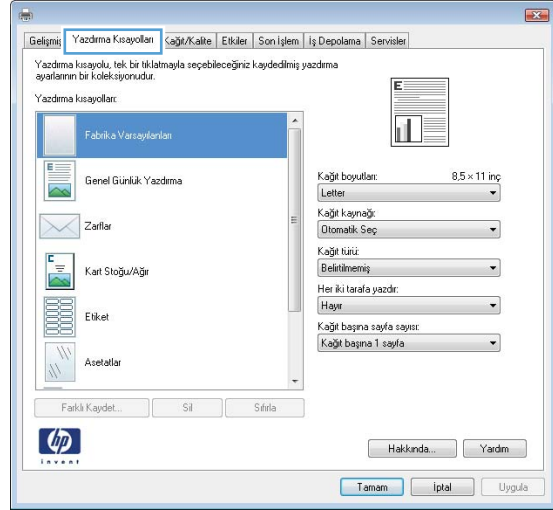 Gelişmiş Yazdırma Kısayolları Kağıt/Kalite Etkiler Son İşlem İş Depolama Servisler
Yazdırma kısayolu, tek bir tıklatmayla seçebileceğiniz kaydedilmiş yazdırma
ayarlarının bir koleksiyonudur.
Yazdırma kısayolları:
Fabrika Varsayılanları
Genel Günlük Yazdırma
Zarflar
Kart Stoğu/Ağır
Etiket
Asetatlar
Farklı Kaydet... Sil Sıfırla
E
Kağıt boyutları: 8,5 × 11 inç
Letter
Kağıt kaynağı:
Otomatik Seç
Kağıt türü:
Belirtilmemiş
Her iki tarafa yazdır:
Hayır
Kağıt başına sayfa sayısı:
Kağıt başına 1 sayfa
hp
invent
Hakkında... Yardım
Tamam İptal Uygula